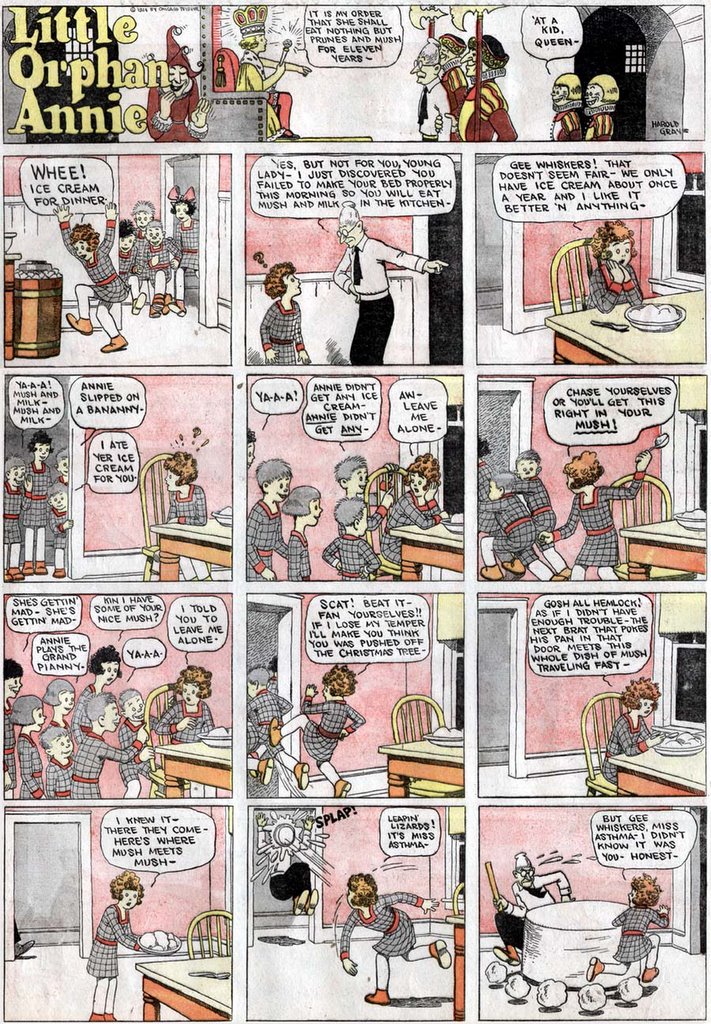 © 1924 BY CHICAGO TRIBUNE
Little
Orphan
Annie
IT IS MY ORDER
THAT SHE SHALL
EAT NOTHING BUT
PRUNES AND MUSH
FOR ELEVEN
YEARS-
'AT A
KID,
QUEEN-
HAROLD
GRAY
WHEE!
ICE CREAM
FOR DINNER-
YES, BUT NOT FOR YOU, YOUNG
LADY- I JUST DISCOVERED YOU
FAILED TO MAKE YOUR BED PROPERLY
THIS MORNING SO YOU WILL EAT
MUSH AND MILK IN THE KITCHEN-
?
GEE WHISKERS! THAT
DOESN'T SEEM FAIR- WE ONLY
HAVE ICE CREAM ABOUT ONCE
A YEAR AND I LIKE IT
BETTER 'N ANYTHING-
YA-A-A!
MUSH AND
MILK-
MUSH AND
MILK-
ANNIE
SLIPPED ON
A BANANNY-
I ATE
YER ICE
CREAM
FOR YOU-
! ?
YA-A-A!
ANNIE DIDN'T
GET ANY ICE
CREAM-
ANNIE DIDN'T
GET ANY-
AW-
LEAVE
ME
ALONE-
CHASE YOURSELVES
OR YOU'LL GET THIS
RIGHT IN YOUR
MUSH!
SHE'S GETTIN'
MAD- SHE'S
GETTIN' MAD-
KIN I HAVE
SOME OF YOUR
NICE MUSH?
I TOLD
YOU TO
LEAVE ME
ALONE-
ANNIE
PLAYS THE
GRAND
PIANNY-
YA-A-A-
SCAT! BEAT IT-
FAN YOURSELVES!!
IF I LOSE MY TEMPER
I'LL MAKE YOU THINK
YOU WAS PUSHED OFF
THE CHRISTMAS TREE-
GOSH ALL HEMLOCK!
AS IF I DIDN'T HAVE
ENOUGH TROUBLE- THE
NEXT BRAT THAT POKES
HIS PAN IN THAT
DOOR MEETS THIS
WHOLE DISH OF MUSH
TRAVELING FAST-
I KNEW IT-
THERE THEY COME-
HERE'S WHERE
MUSH MEETS
MUSH-
SPLAP!
LEAPIN'
LIZARDS!
IT'S MISS
ASTHMA-
BUT GEE
WHISKERS, MISS
ASTHMA- I DIDN'T
KNOW IT WAS
YOU- HONEST-